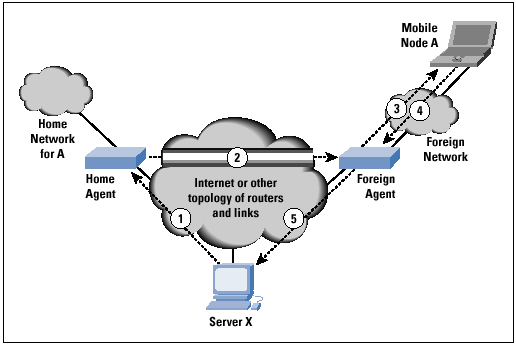 Mobile
Node A
3
4
Home
Network
for A
Foreign
Network
2
Home
Agent
Internet or other
topology of routers
and links
Foreign
Agent
1
5
Server X